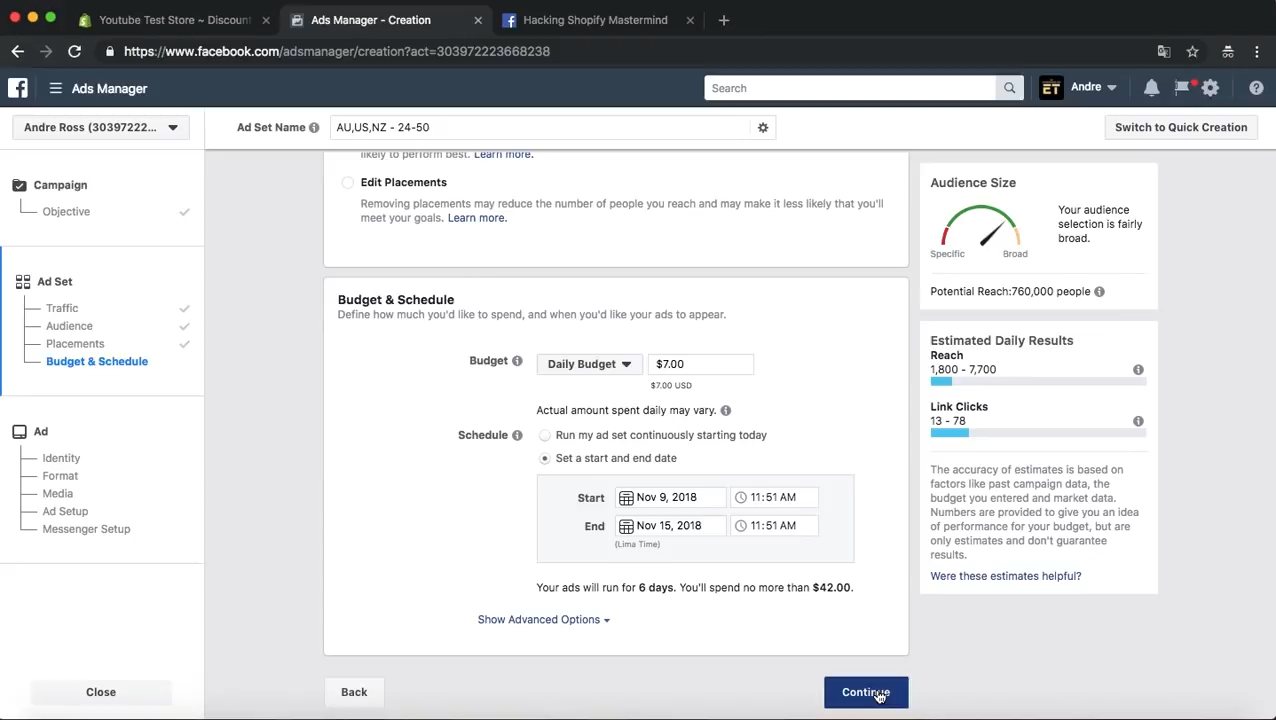 Youtube Test Store ~ Discount
Ads Manager - Creation
Hacking Shopify Mastermind
https://www.facebook.com/adsmanager/creation?act=303972223668238
Ads Manager
Search
ET
Andre
Andre Ross (30397222...
Ad Set Name
AU,US,NZ - 24-50
Switch to Quick Creation
Campaign
Objective
Ad Set
Traffic
Audience
Placements
Budget & Schedule
Ad
Identity
Format
Media
Ad Setup
Messenger Setup
Close
likely to perform best. Learn more.
Edit Placements
Removing placements may reduce the number of people you reach and may make it less likely that you'll
meet your goals. Learn more.
Budget & Schedule
Define how much you'd like to spend, and when you'd like your ads to appear.
Budget
Daily Budget
$7.00
$7.00 USD
Actual amount spent daily may vary.
Schedule
Run my ad set continuously starting today
Set a start and end date
Start
Nov 9, 2018
11:51 AM
End
Nov 15, 2018
11:51 AM
(Lima Time)
Your ads will run for 6 days. You'll spend no more than $42.00.
Show Advanced Options
Back
Continue
Audience Size
Specific
Broad
Your audience
selection is fairly
broad.
Potential Reach:760,000 people
Estimated Daily Results
Reach
1,800 - 7,700
Link Clicks
13 - 78
The accuracy of estimates is based on
factors like past campaign data, the
budget you entered and market data.
Numbers are provided to give you an idea
of performance for your budget, but are
only estimates and don't guarantee
results.
Were these estimates helpful?